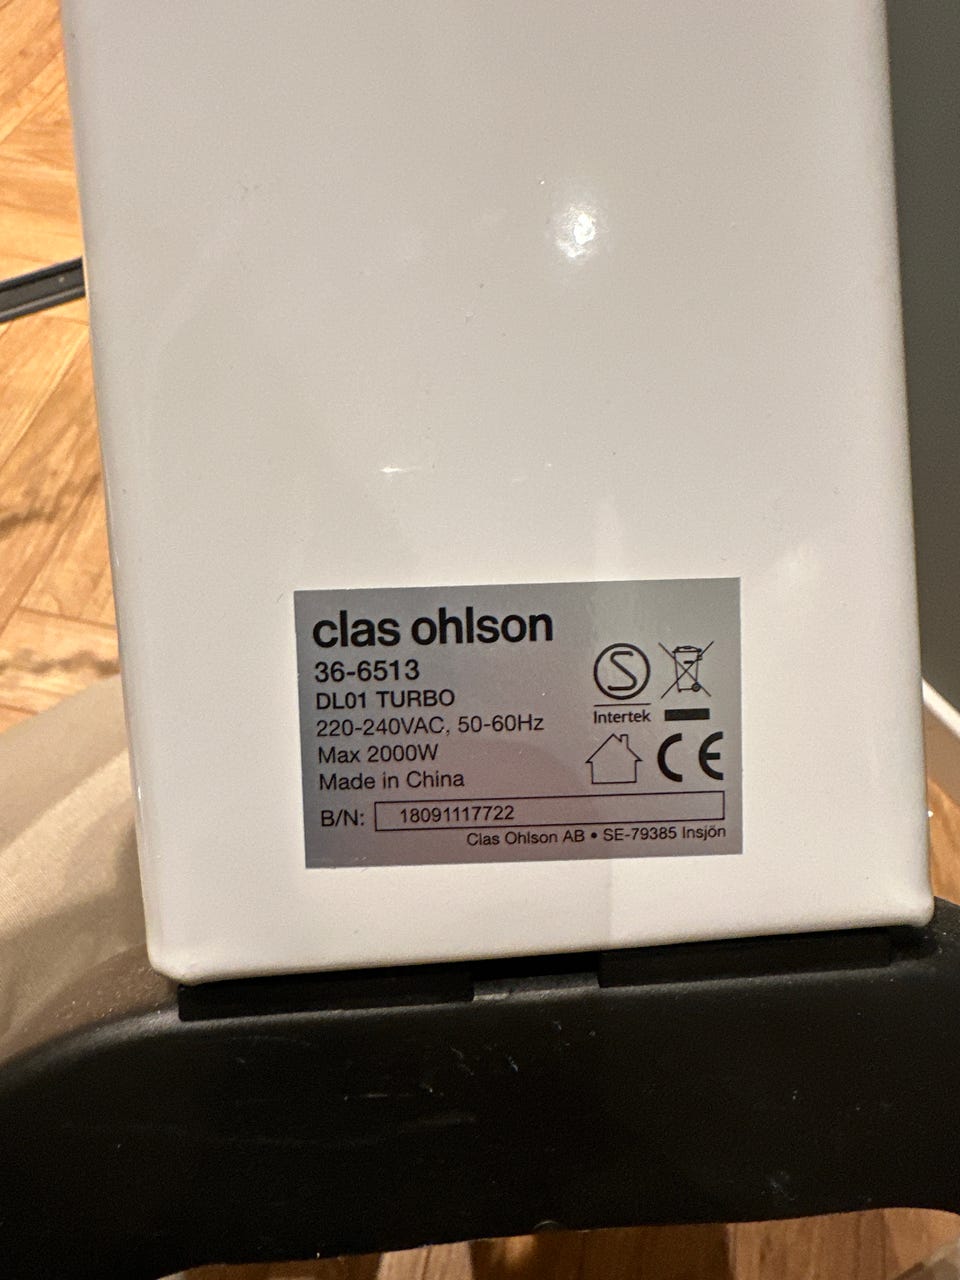 clas ohlson
36-6513
DL01 TURBO
220-240VAC, 50-60Hz
Max 2000W
Made in China
S
Intertek
CE
B/N: 18091117722
Clas Ohlson AB • SE-79385 Insjön